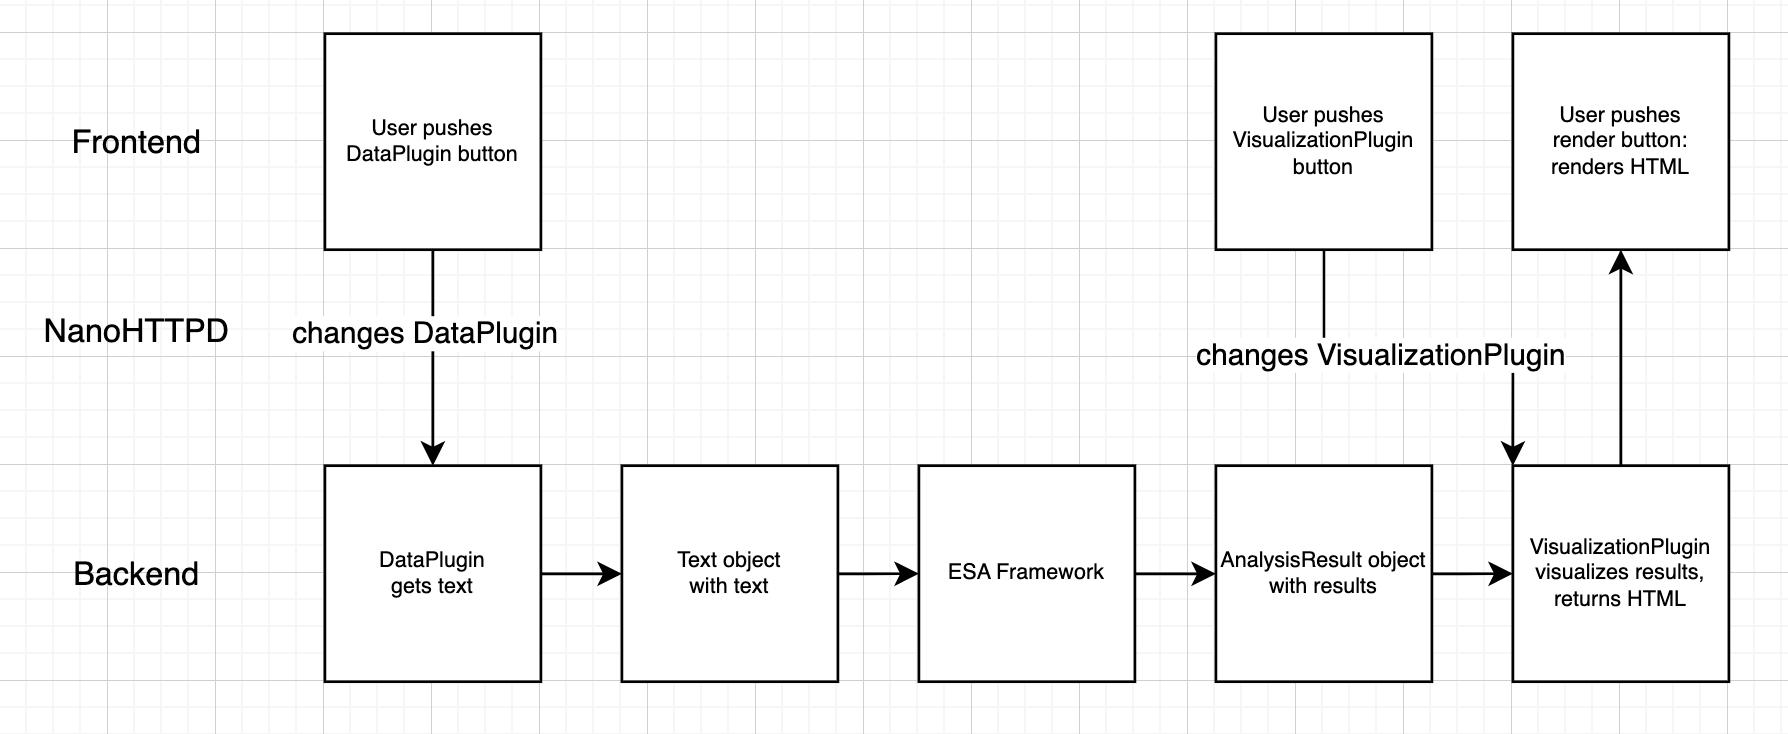 Frontend
User pushes
DataPlugin button
User pushes
VisualizationPlugin
button
User pushes
render button:
renders HTML
NanoHTTPD
changes DataPlugin
changes VisualizationPlugin
Backend
DataPlugin
gets text
Text object
with text
ESA Framework
AnalysisResult object
with results
VisualizationPlugin
visualizes results,
returns HTML